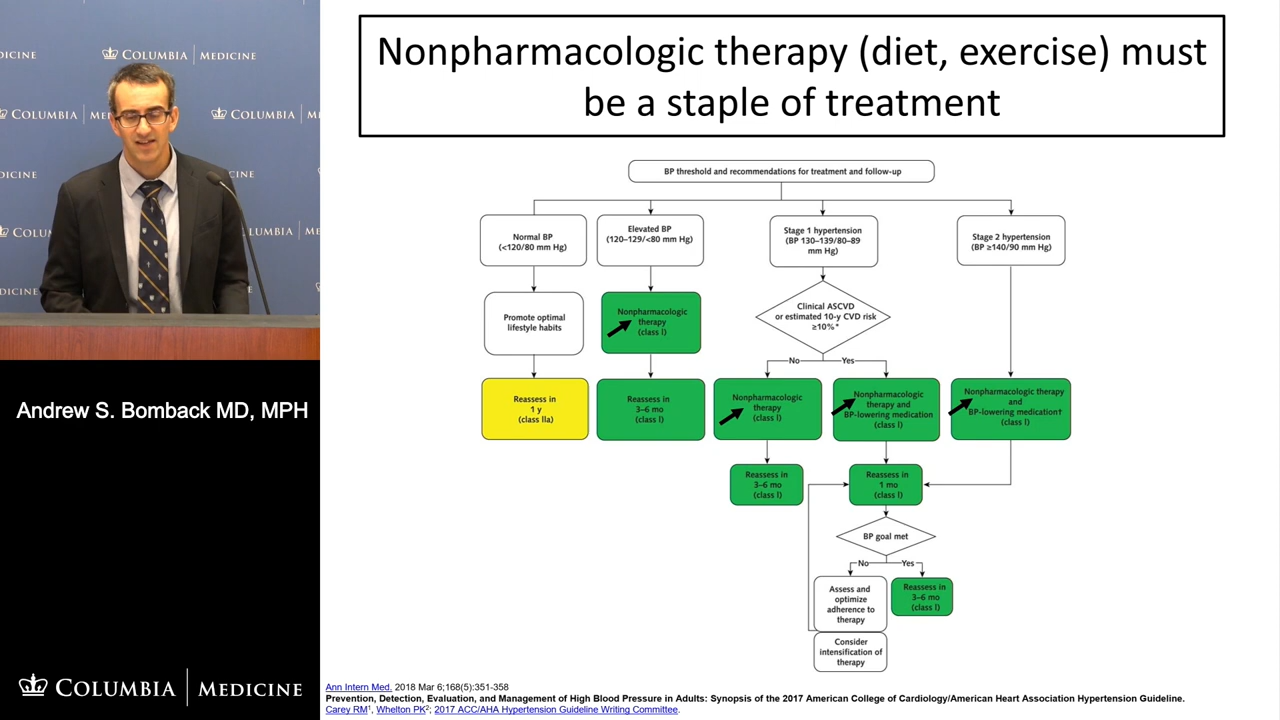 Nonpharmacologic therapy (diet, exercise) must
be a staple of treatment
DICINE
COLUMBIA | MEDICINE
COLUMBIA
MEDICINE
COLUM
Andrew S. Bomback MD, MPH
COLUMBIA | MEDICINE
BP threshold and recommendations for treatment and follow-up
Normal BP
(<120/80 mm Hg)
Elevated BP
(120–129/<80 mm Hg)
Stage 1 hypertension
(BP 130–139/80–89
mm Hg)
Stage 2 hypertension
(BP ≥140/90 mm Hg)
Promote optimal
lifestyle habits
Nonpharmacologic
therapy
(class I)
Clinical ASCVD
or estimated 10-y CVD risk
≥10%*
No
Yes
Reassess in
1 y
(class IIa)
Reassess in
3–6 mo
(class I)
Nonpharmacologic
therapy
(class I)
Nonpharmacologic
therapy and
BP-lowering medication
(class I)
Nonpharmacologic therapy
and
BP-lowering medication†
(class I)
Reassess in
3–6 mo
(class I)
Reassess in
1 mo
(class I)
BP goal met
No
Yes
Assess and
optimize
adherence to
therapy
Reassess in
3–6 mo
(class I)
Consider
intensification of
therapy
Ann Intern Med. 2018 Mar 6;168(5):351-358
Prevention, Detection, Evaluation, and Management of High Blood Pressure in Adults: Synopsis of the 2017 American College of Cardiology/American Heart Association Hypertension Guideline.
Carey RM¹, Whelton PK²; 2017 ACC/AHA Hypertension Guideline Writing Committee.